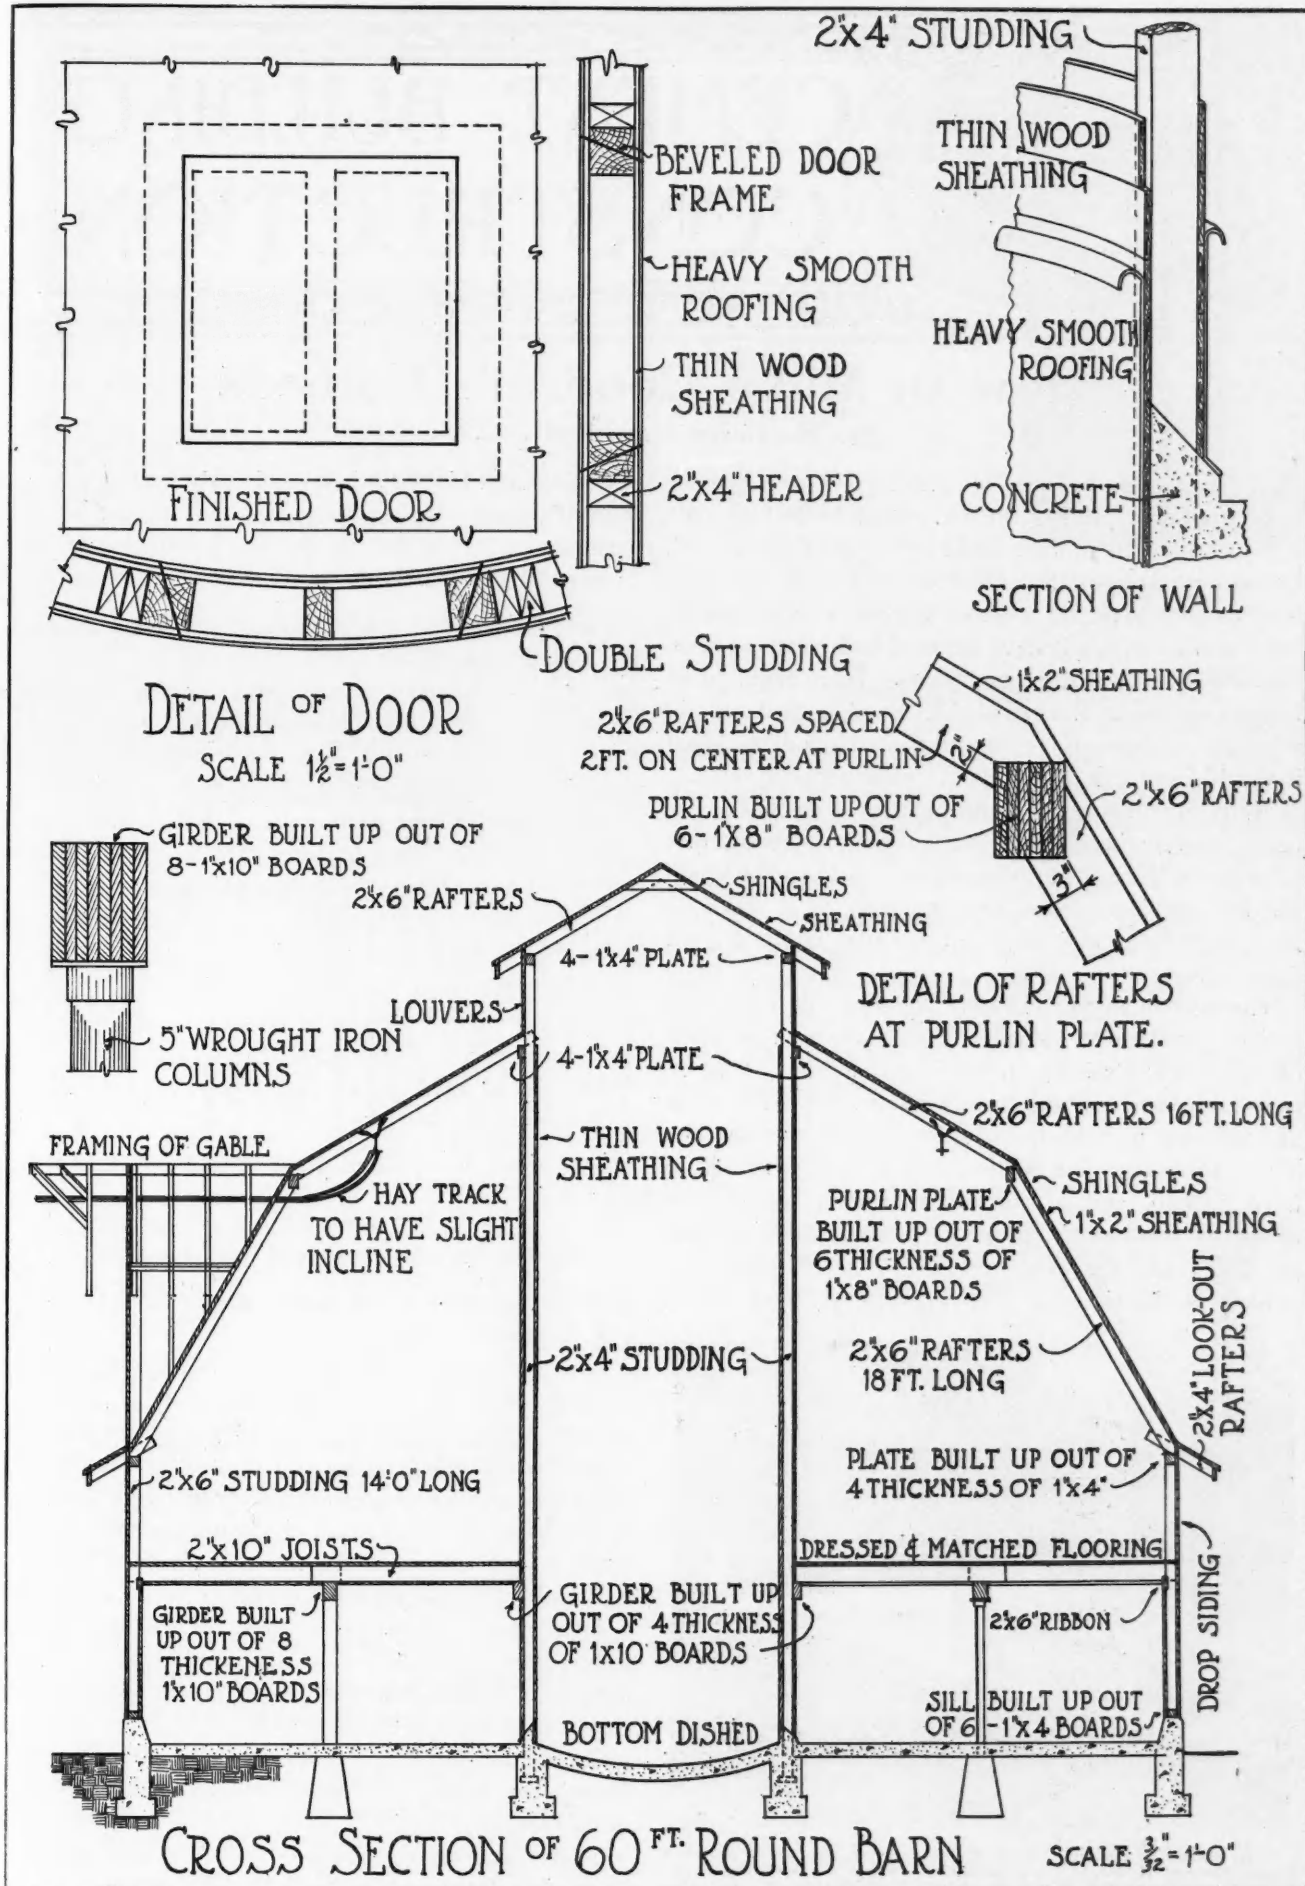 2"x4" STUDDING
THIN WOOD
SHEATHING
BEVELED DOOR
FRAME
HEAVY SMOOTH
ROOFING
THIN WOOD
SHEATHING
2"x4" HEADER
HEAVY SMOOTH
ROOFING
CONCRETE
SECTION OF WALL
FINISHED DOOR
DOUBLE STUDDING
DETAIL OF DOOR
SCALE 1½"=1'-0"
1"x2" SHEATHING
2"x6" RAFTERS SPACED
2FT. ON CENTER AT PURLIN
2"
PURLIN BUILT UP OUT OF
6-1"x8" BOARDS
2"x6" RAFTERS
3"
DETAIL OF RAFTERS
AT PURLIN PLATE.
GIRDER BUILT UP OUT OF
8-1"x10" BOARDS
5" WROUGHT IRON
COLUMNS
2"x6" RAFTERS
SHINGLES
SHEATHING
4-1"x4" PLATE
LOUVERS
4-1"x4" PLATE
2"x6" RAFTERS 16FT. LONG
FRAMING OF GABLE
THIN WOOD
SHEATHING
HAY TRACK
TO HAVE SLIGHT
INCLINE
PURLIN PLATE
BUILT UP OUT OF
6 THICKNESS OF
1"x8" BOARDS
SHINGLES
1"x2" SHEATHING
2"x4" STUDDING
2"x6" RAFTERS
18FT. LONG
2"x4" LOOK-OUT
RAFTERS
2"x6" STUDDING 14'-0" LONG
PLATE BUILT UP OUT OF
4 THICKNESS OF 1"x4"
2"x10" JOISTS
DRESSED & MATCHED FLOORING
GIRDER BUILT
UP OUT OF 8
THICKENESS
1"x10" BOARDS
GIRDER BUILT UP
OUT OF 4 THICKNESS
OF 1x10 BOARDS
2"x6" RIBBON
DROP SIDING
SILL BUILT UP OUT
OF 6-1"x4 BOARDS
BOTTOM DISHED
CROSS SECTION OF 60 FT. ROUND BARN
SCALE 3/32"=1'-0"